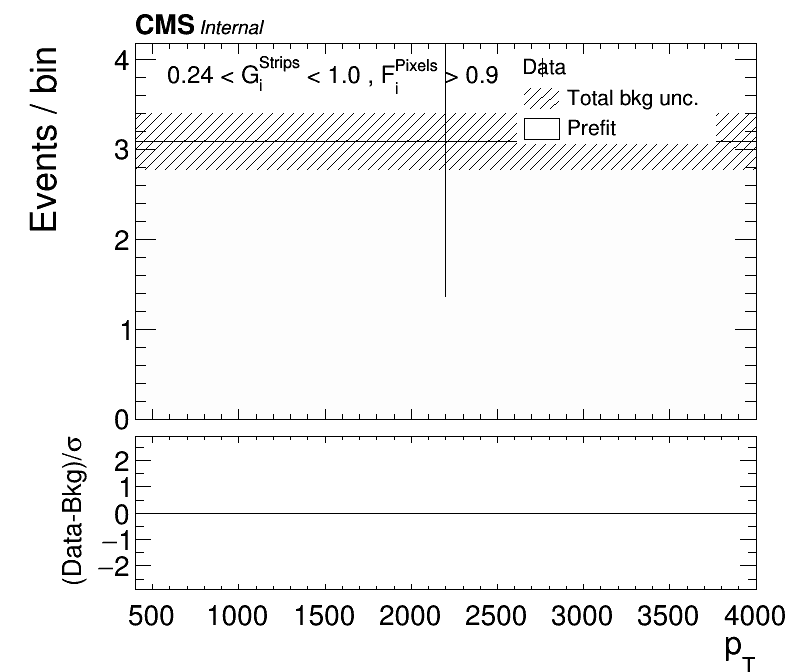 CMS Internal
0.24 < G_i^Strips < 1.0 , F_i^Pixels > 0.9
Data
Total bkg unc.
Prefit
Events / bin
4
3
2
1
0
(Data-Bkg)/σ
2
1
0
−1
−2
500 1000 1500 2000 2500 3000 3500 4000
p_T